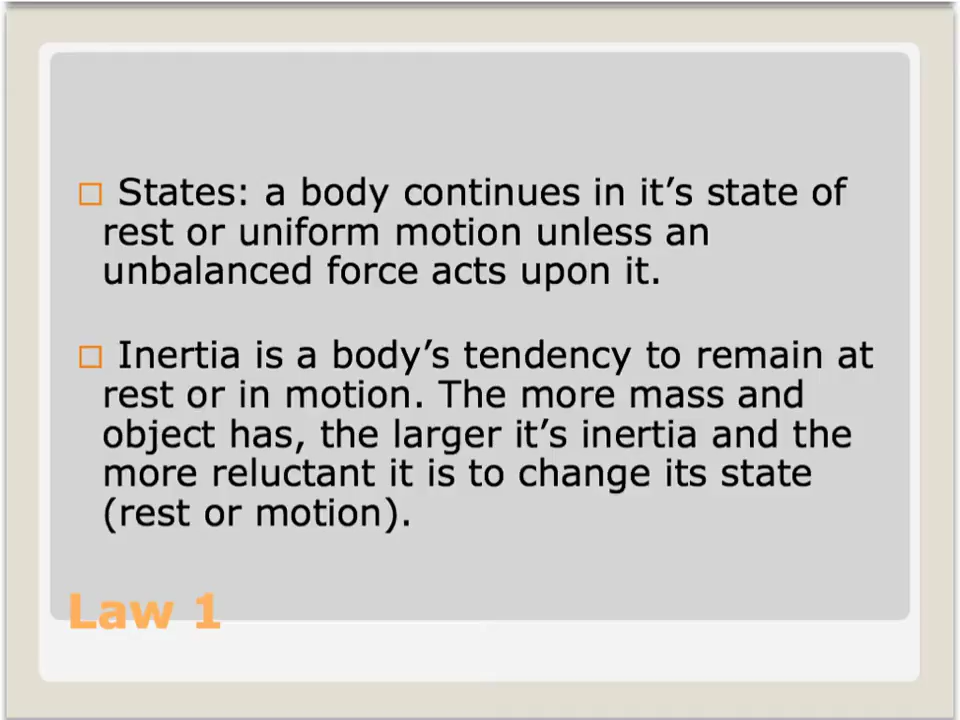 States: a body continues in it’s state of
rest or uniform motion unless an
unbalanced force acts upon it.
Inertia is a body’s tendency to remain at
rest or in motion. The more mass and
object has, the larger it’s inertia and the
more reluctant it is to change its state
(rest or motion).
Law 1